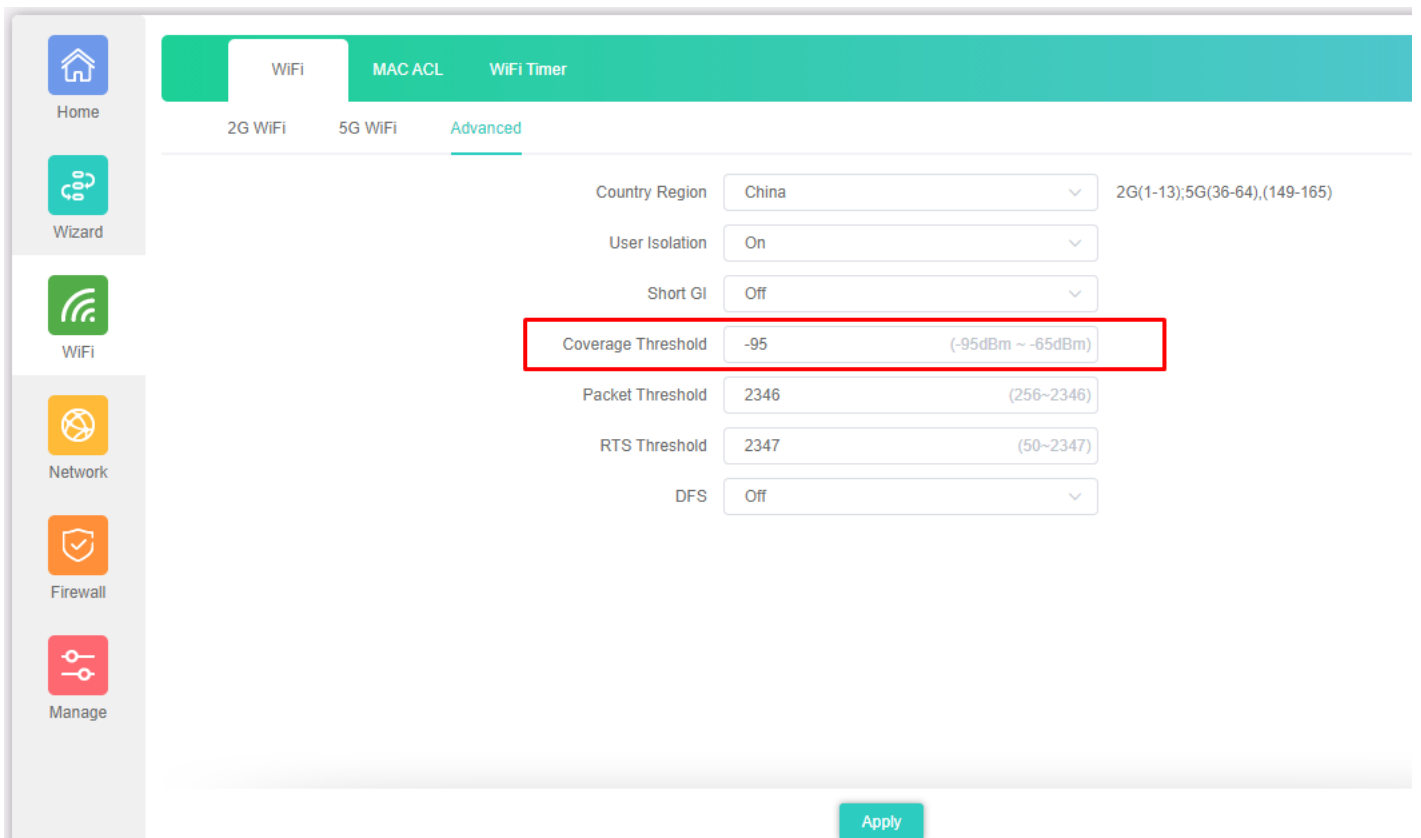 Home
Wizard
WiFi
Network
Firewall
Manage
WiFi MAC ACL WiFi Timer
2G WiFi 5G WiFi Advanced
Country Region China 2G(1-13);5G(36-64),(149-165)
User Isolation On
Short GI Off
Coverage Threshold -95 (-95dBm ~ -65dBm)
Packet Threshold 2346 (256~2346)
RTS Threshold 2347 (50~2347)
DFS Off
Apply